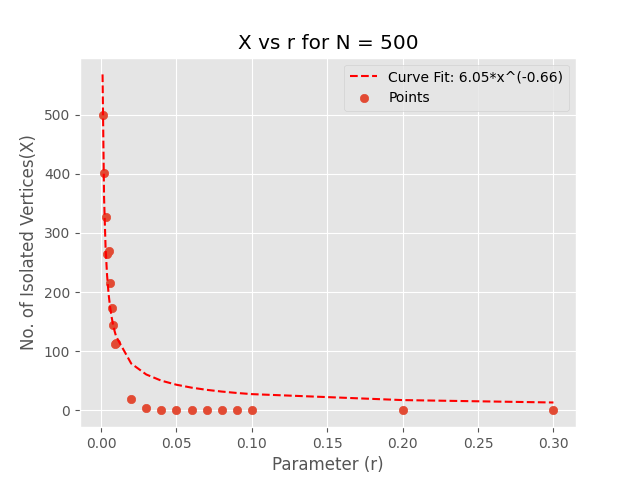 X vs r for N = 500
Curve Fit: 6.05*x^(-0.66)
Points
No. of Isolated Vertices(X)
500
400
300
200
100
0
0.00 0.05 0.10 0.15 0.20 0.25 0.30
Parameter (r)